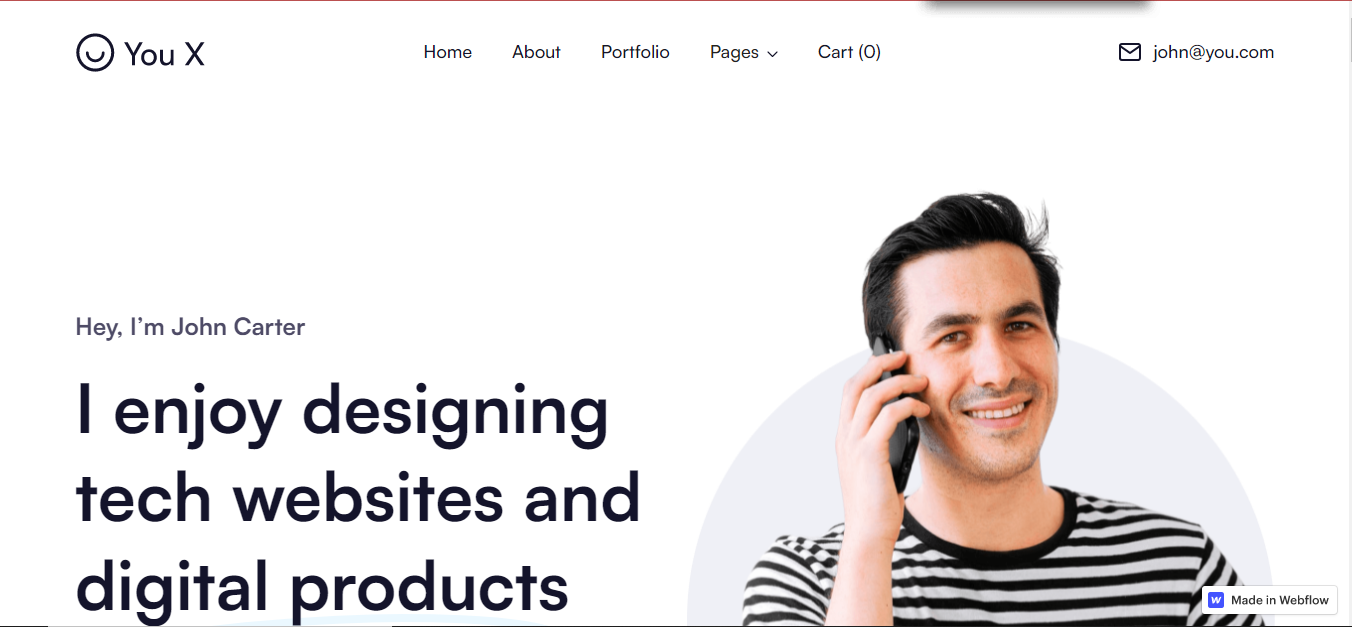 You X
Home
About
Portfolio
Pages
Cart (0)
john@you.com
Hey, I’m John Carter
I enjoy designing
tech websites and
digital products
Made in Webflow